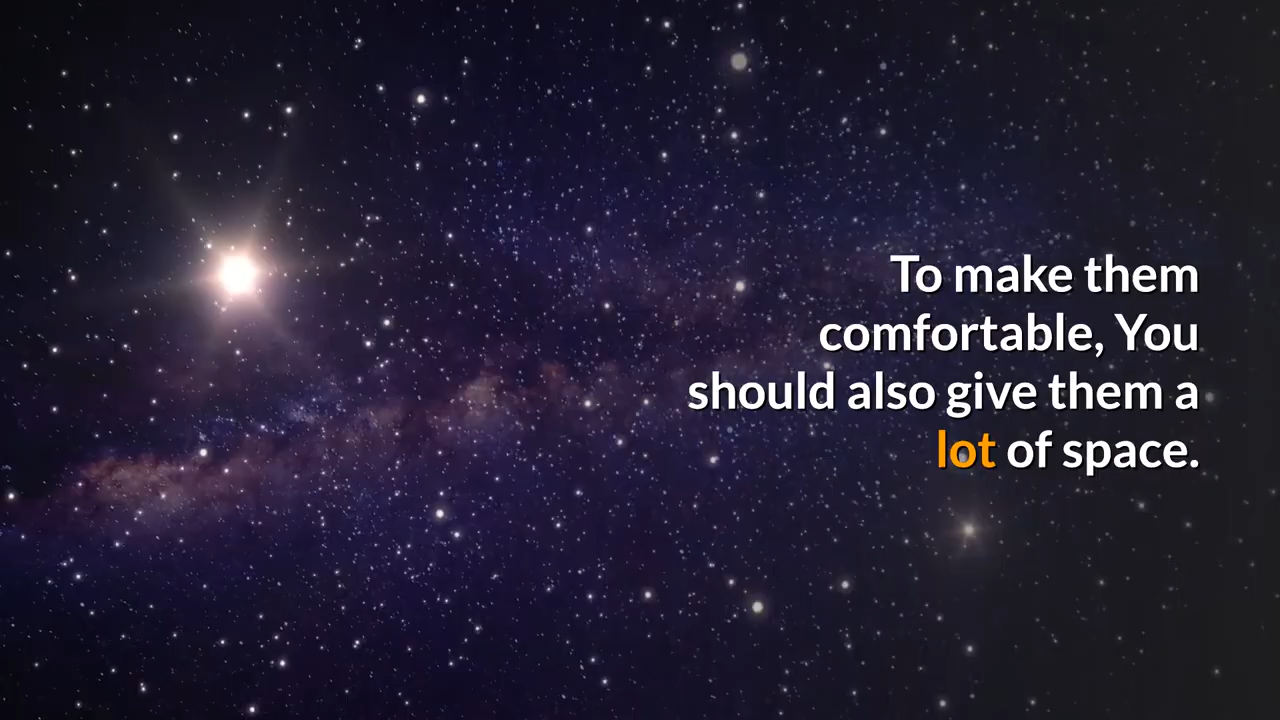 To make them
comfortable, You
should also give them a
lot of space.